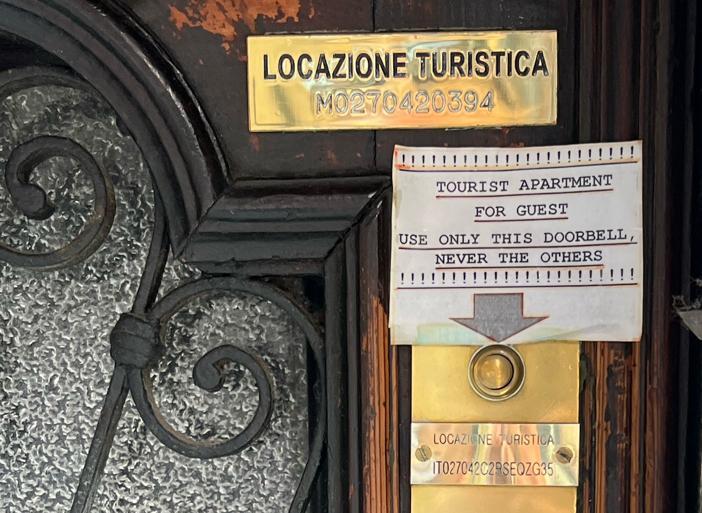 LOCAZIONE TURISTICA
M0270420394
!!!!!!!!!!!!!!!!!!!!
TOURIST APARTMENT
FOR GUEST
USE ONLY THIS DOORBELL,
NEVER THE OTHERS
!!!!!!!!!!!!!!!!!!!!
LOCAZIONE TURISTICA
IT027042C2RSEQZG35